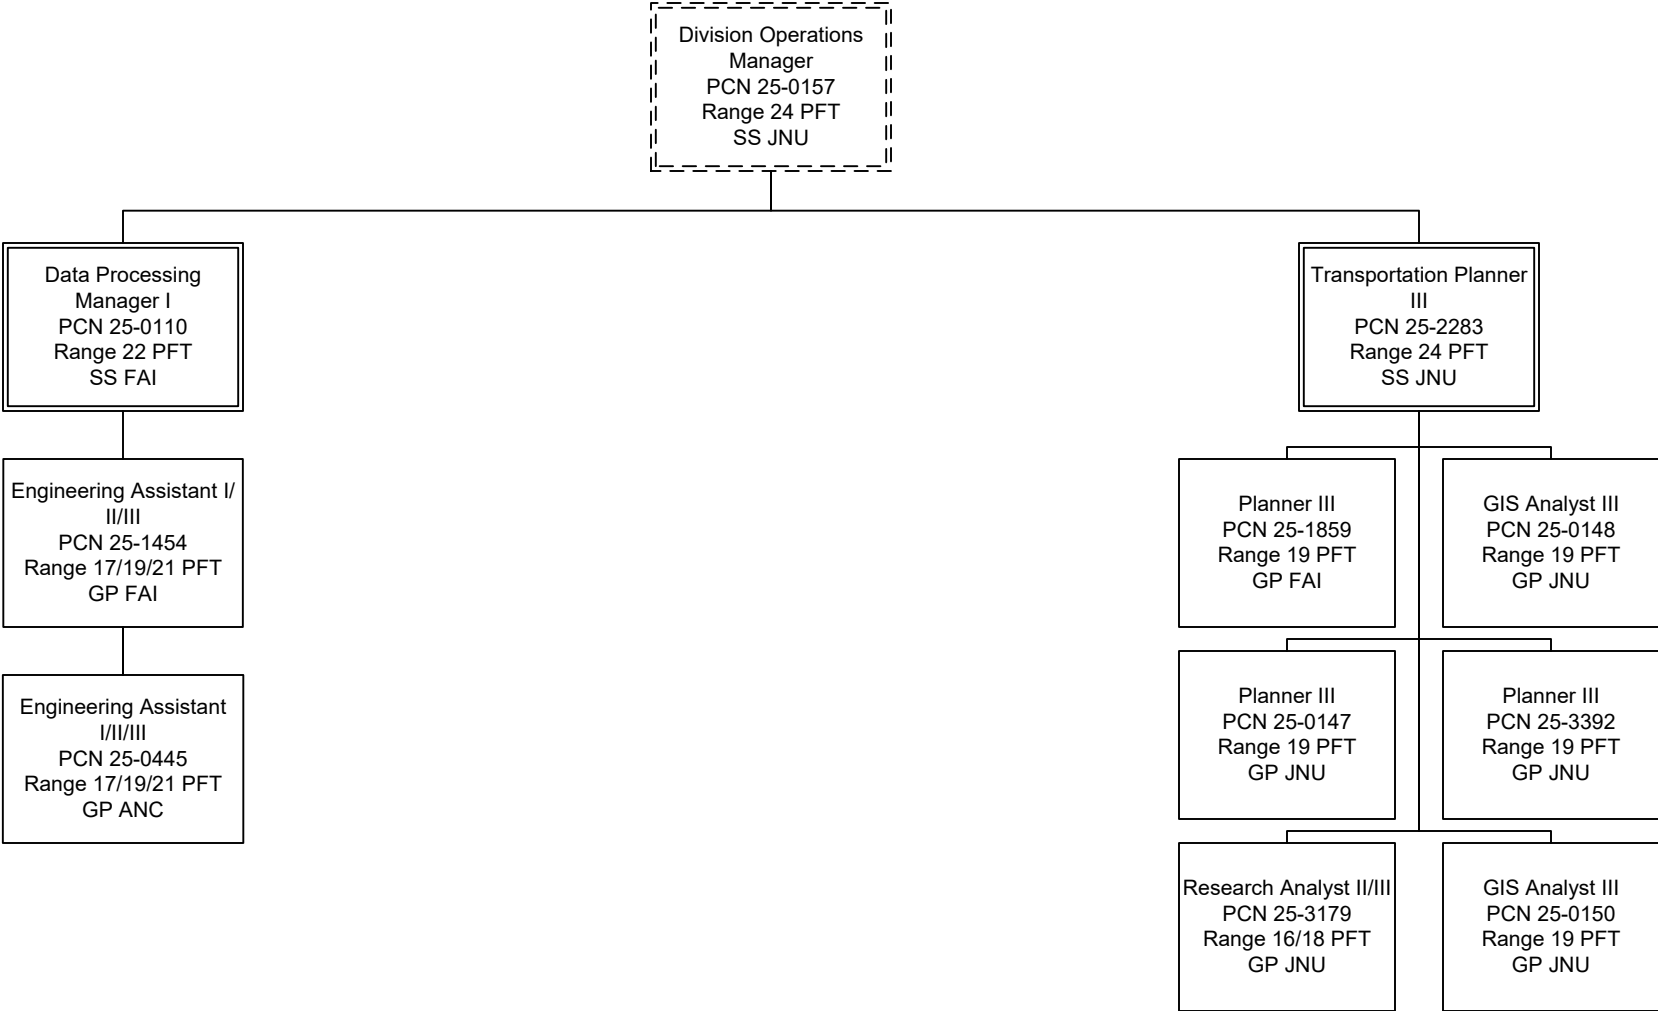 Division Operations
Manager
PCN 25-0157
Range 24 PFT
SS JNU
Data Processing
Manager I
PCN 25-0110
Range 22 PFT
SS FAI
Transportation Planner
III
PCN 25-2283
Range 24 PFT
SS JNU
Engineering Assistant I/
II/III
PCN 25-1454
Range 17/19/21 PFT
GP FAI
Engineering Assistant
I/II/III
PCN 25-0445
Range 17/19/21 PFT
GP ANC
Planner III
PCN 25-1859
Range 19 PFT
GP FAI
GIS Analyst III
PCN 25-0148
Range 19 PFT
GP JNU
Planner III
PCN 25-0147
Range 19 PFT
GP JNU
Planner III
PCN 25-3392
Range 19 PFT
GP JNU
Research Analyst II/III
PCN 25-3179
Range 16/18 PFT
GP JNU
GIS Analyst III
PCN 25-0150
Range 19 PFT
GP JNU